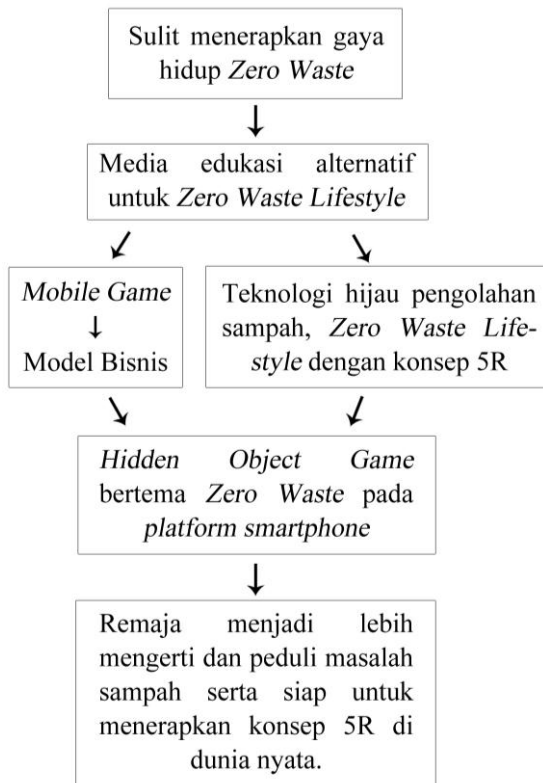 Sulit menerapkan gaya
hidup Zero Waste
↓
Media edukasi alternatif
untuk Zero Waste Lifestyle
↙ ↘
Mobile Game
↓
Model Bisnis
Teknologi hijau pengolahan
sampah, Zero Waste Life-
style dengan konsep 5R
↘ ↙
Hidden Object Game
bertema Zero Waste pada
platform smartphone
↓
Remaja menjadi lebih
mengerti dan peduli masalah
sampah serta siap untuk
menerapkan konsep 5R di
dunia nyata.